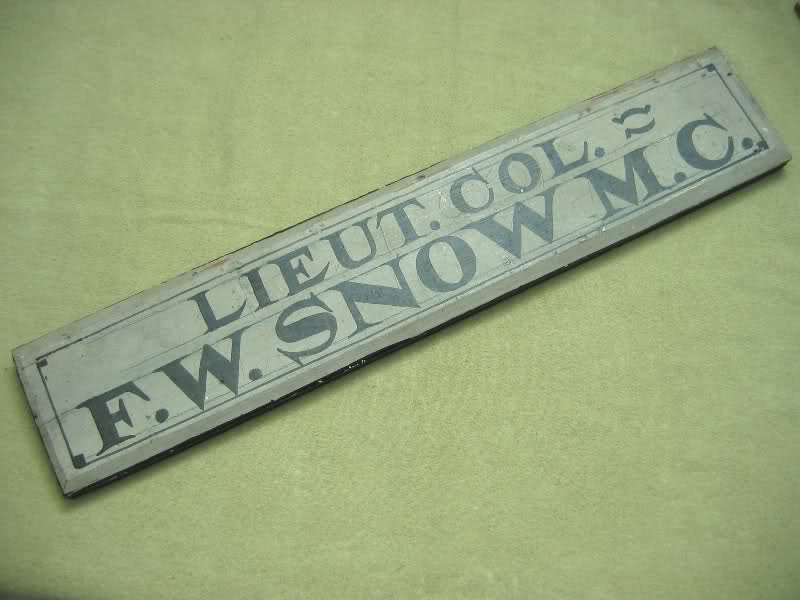 LIEUT. COL. ~
F. W. SNOW M.C.